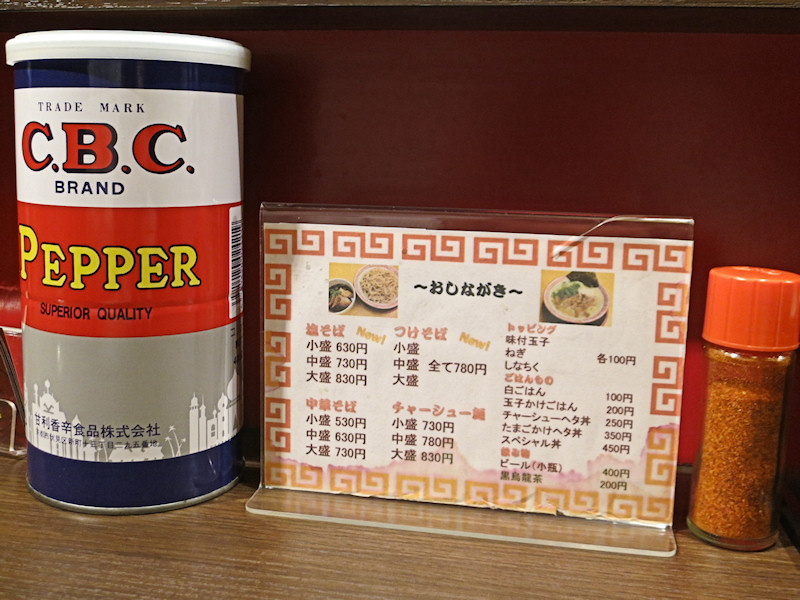 TRADE MARK
C.B.C.
BRAND
PEPPER
SUPERIOR QUALITY
甘利香辛食品株式会社
～おしながき～
塩そば New!
小盛 630円
中盛 730円
大盛 830円
つけそば New!
小盛
中盛 全て780円
大盛
中華そば
小盛 530円
中盛 630円
大盛 730円
チャーシュー麺
小盛 730円
中盛 780円
大盛 830円
トッピング
味付玉子
ねぎ 各100円
しなちく
ごはんもの
白ごはん 100円
玉子かけごはん 200円
チャーシューヘタ丼 250円
たまごかけヘタ丼 350円
スペシャル丼 450円
飲み物
ビール(小瓶) 400円
黒烏龍茶 200円